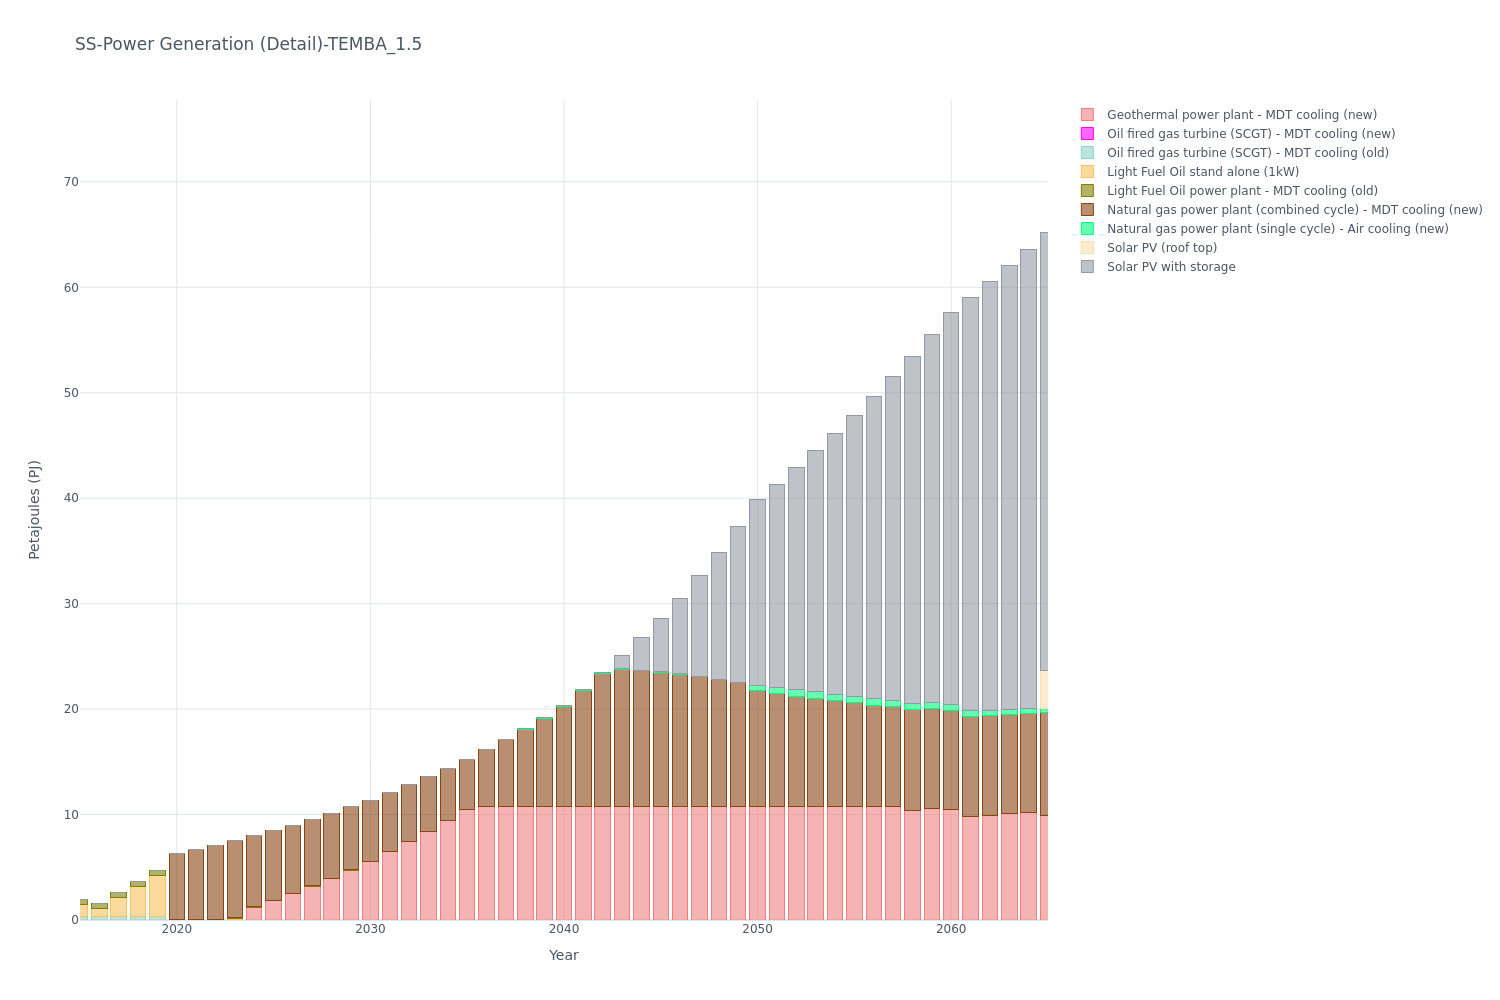 SS-Power Generation (Detail)-TEMBA_1.5
Geothermal power plant - MDT cooling (new)
Oil fired gas turbine (SCGT) - MDT cooling (new)
Oil fired gas turbine (SCGT) - MDT cooling (old)
Light Fuel Oil stand alone (1kW)
Light Fuel Oil power plant - MDT cooling (old)
Natural gas power plant (combined cycle) - MDT cooling (new)
Natural gas power plant (single cycle) - Air cooling (new)
Solar PV (roof top)
Solar PV with storage
70
60
50
40
30
20
10
0
Petajoules (PJ)
2020
2030
2040
2050
2060
Year